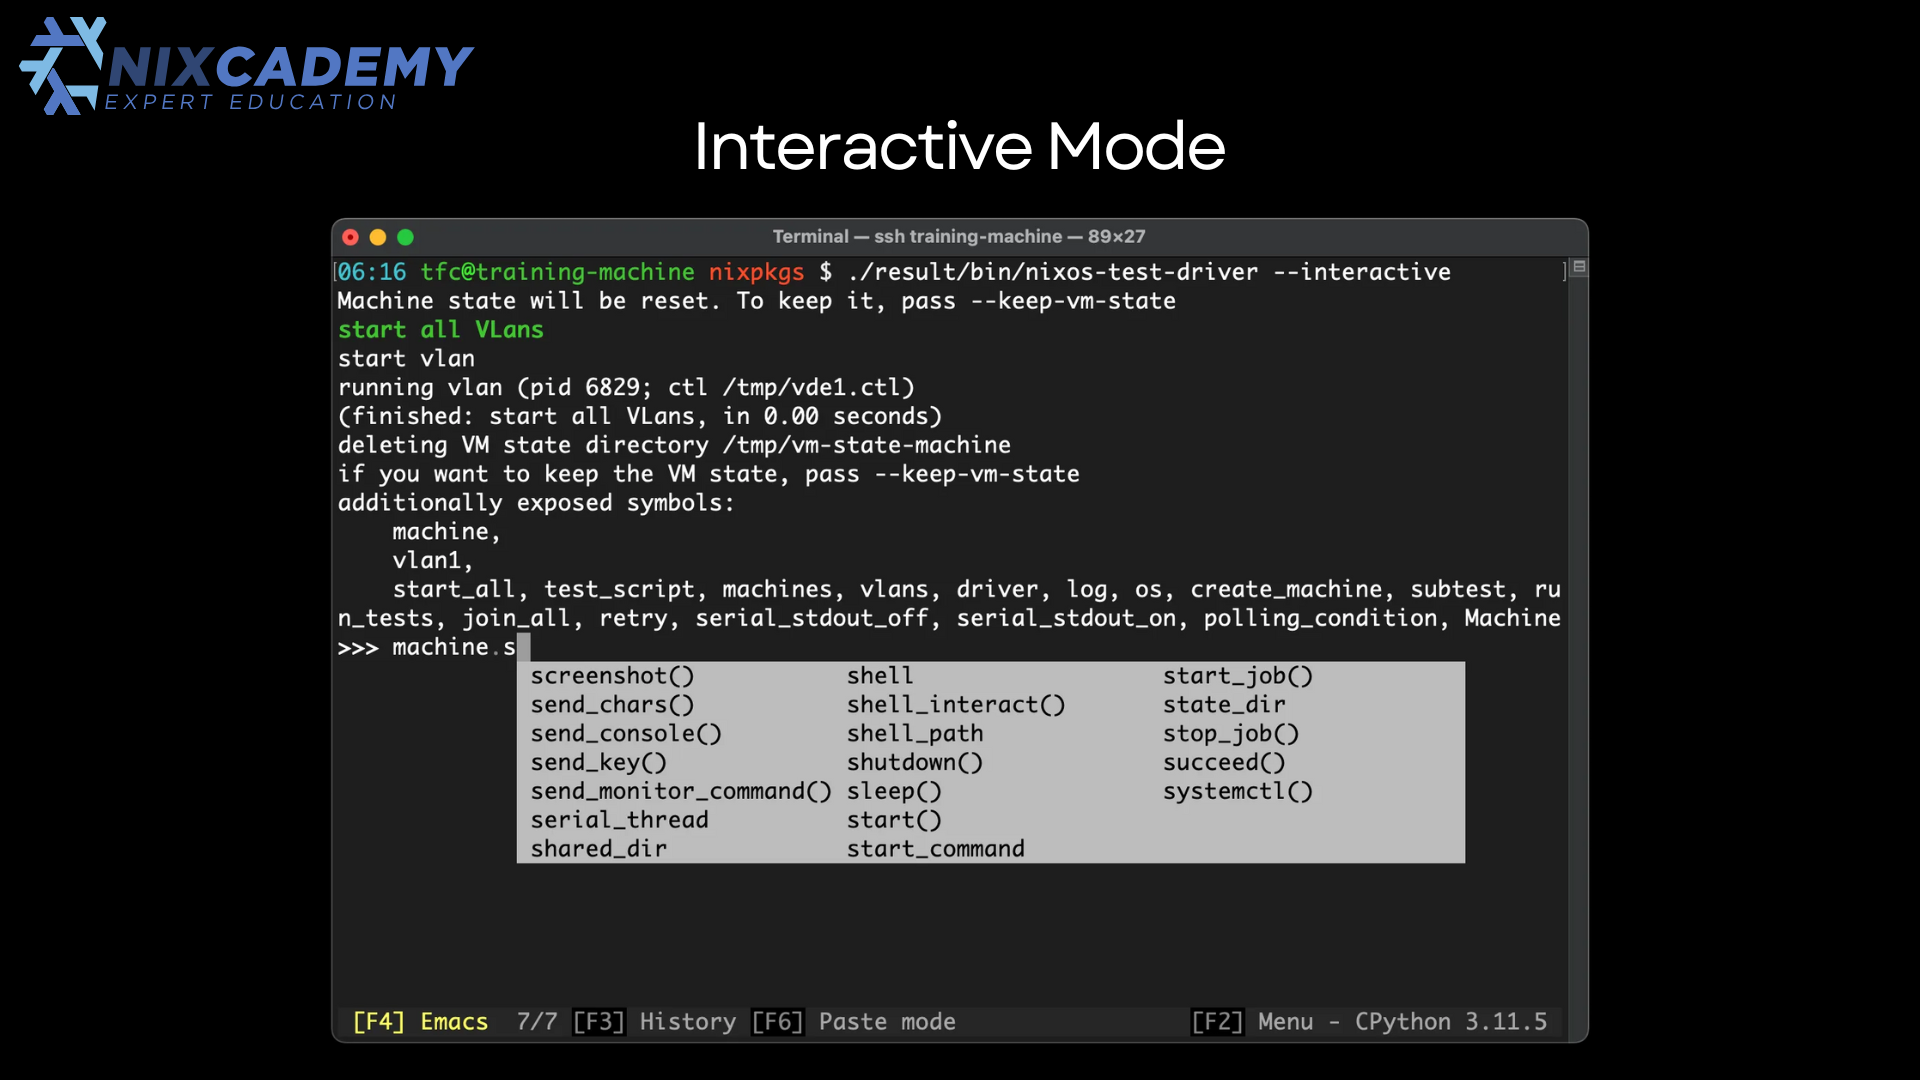 NIXCADEMY
EXPERT EDUCATION
Interactive Mode
Terminal — ssh training-machine — 89×27
[06:16 tfc@training-machine nixpkgs $ ./result/bin/nixos-test-driver --interactive ]
Machine state will be reset. To keep it, pass --keep-vm-state
start all VLans
start vlan
running vlan (pid 6829; ctl /tmp/vde1.ctl)
(finished: start all VLans, in 0.00 seconds)
deleting VM state directory /tmp/vm-state-machine
if you want to keep the VM state, pass --keep-vm-state
additionally exposed symbols:
    machine,
    vlan1,
    start_all, test_script, machines, vlans, driver, log, os, create_machine, subtest, ru
n_tests, join_all, retry, serial_stdout_off, serial_stdout_on, polling_condition, Machine
>>> machine.s
screenshot() shell start_job()
send_chars() shell_interact() state_dir
send_console() shell_path stop_job()
send_key() shutdown() succeed()
send_monitor_command() sleep() systemctl()
serial_thread start()
shared_dir start_command
[F4] Emacs 7/7 [F3] History [F6] Paste mode [F2] Menu - CPython 3.11.5